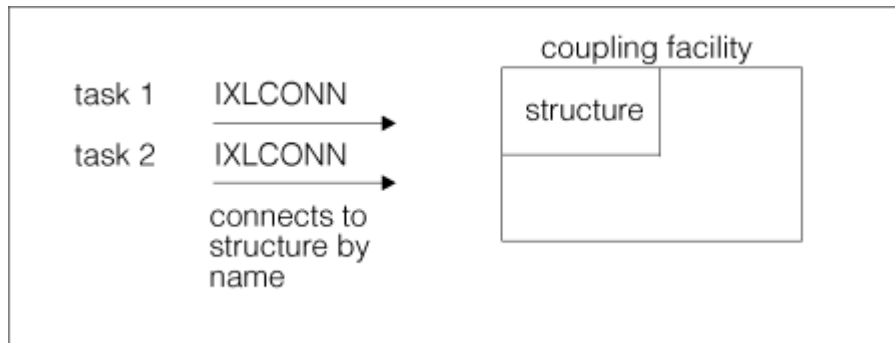 coupling facility
task 1 IXLCONN
structure
task 2 IXLCONN
connects to
structure by
name